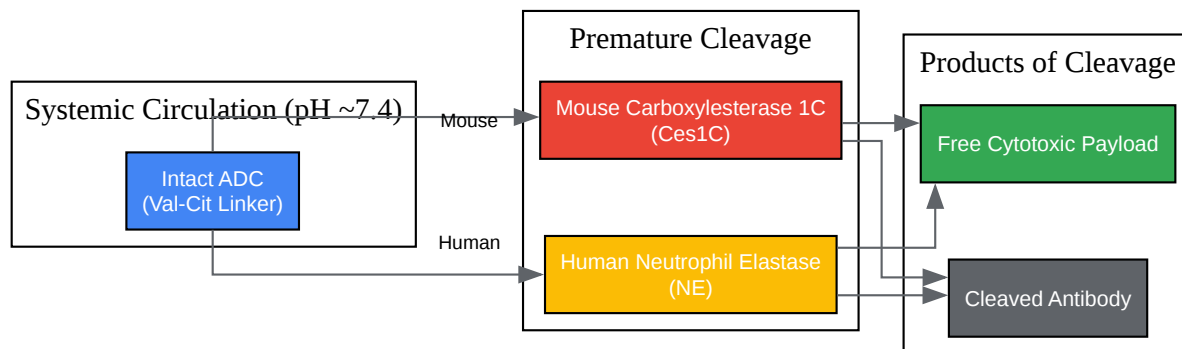 Systemic Circulation (pH ~7.4)
Intact ADC
(Val-Cit Linker)
Mouse
Human
Premature Cleavage
Mouse Carboxylesterase 1C
(Ces1C)
Human Neutrophil Elastase
(NE)
Products of Cleavage
Free Cytotoxic Payload
Cleaved Antibody